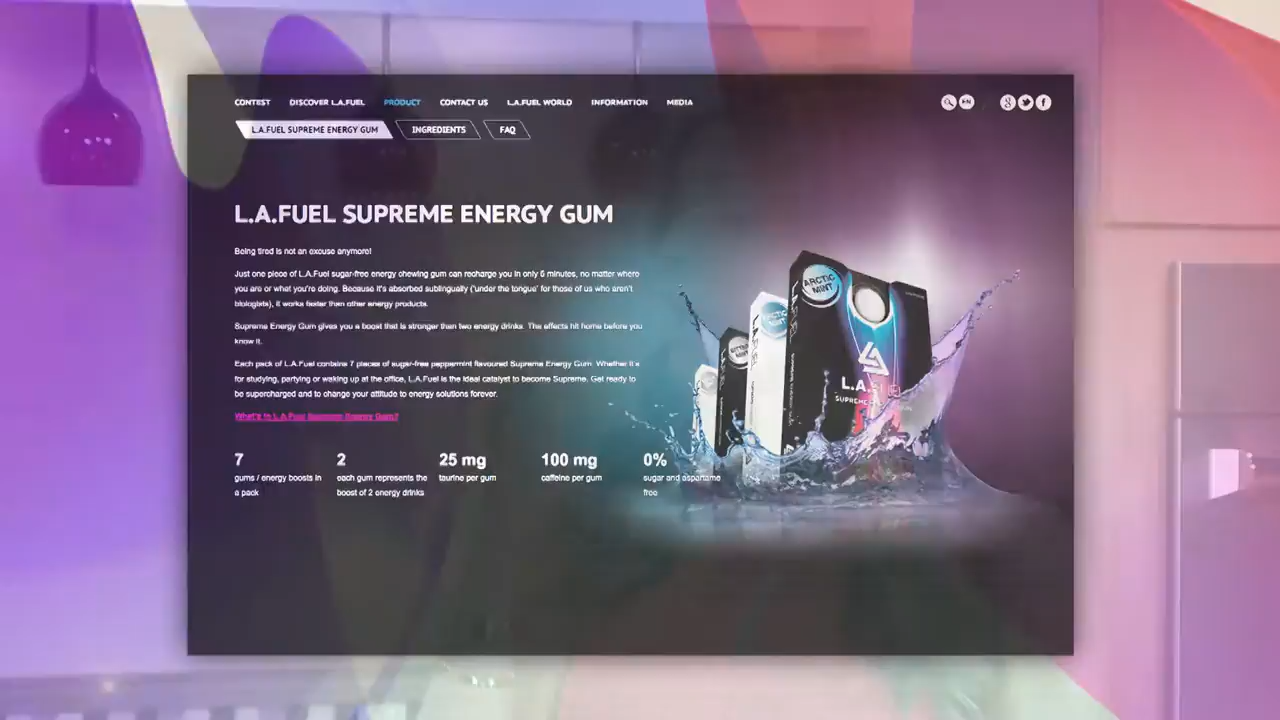 CONTEST DISCOVER L.A.FUEL PRODUCT CONTACT US L.A.FUEL WORLD INFORMATION MEDIA EN
L.A.FUEL SUPREME ENERGY GUM INGREDIENTS FAQ
L.A.FUEL SUPREME ENERGY GUM
Being tired is not an excuse anymore!
Just one piece of L.A.Fuel sugar-free energy chewing gum can recharge you in only 5 minutes, no matter where
you are or what you're doing. Because it's absorbed sublingually ('under the tongue' for those of us who aren't
biologists), it works faster than other energy products.
Supreme Energy Gum gives you a boost that is stronger than two energy drinks. The effects hit home before you
know it.
Each pack of L.A.Fuel contains 7 pieces of sugar-free peppermint flavoured Supreme Energy Gum. Whether it's
for studying, partying or waking up at the office, L.A.Fuel is the ideal catalyst to become Supreme. Get ready to
be supercharged and to change your attitude to energy solutions forever.
What's in L.A.Fuel Supreme Energy Gum?
7 2 25 mg 100 mg 0%
gums / energy boosts in each gum represents the taurine per gum caffeine per gum sugar and aspartame
a pack boost of 2 energy drinks free
ARCTIC
MINT
ARCTIC
MINT
L.A.FUEL